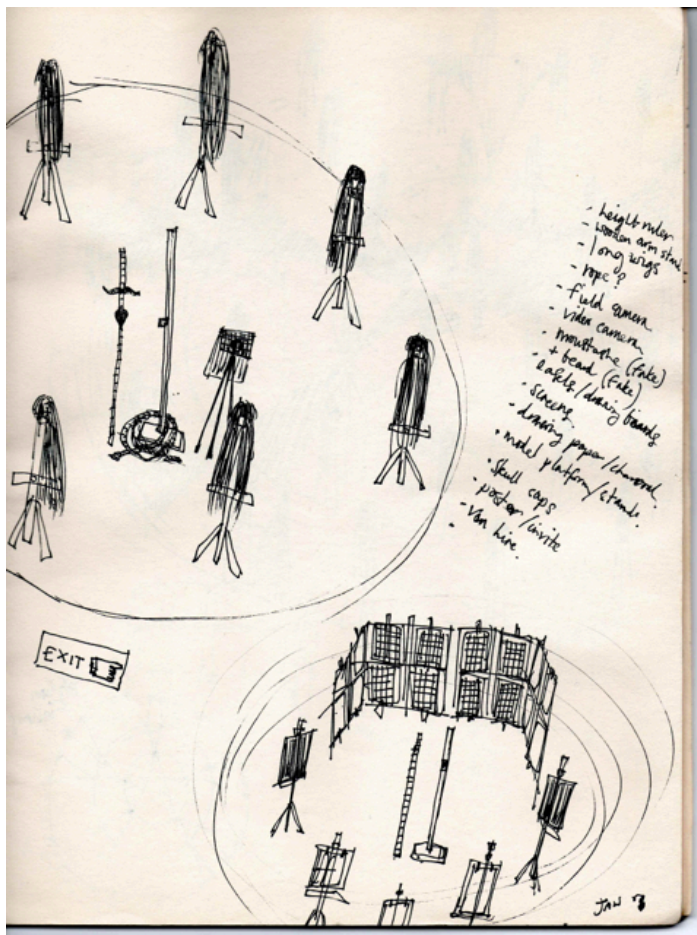 - height ruler
- wooden arm stand.
- long wigs
- rope?
- field camera
- video camera
- moustache (fake)
+ beard (fake)
- easels/drawing boards
- screens.
- drawing paper/charcoal.
- model platform/stand.
- skull caps
- poster/invite
- Van hire.
EXIT
JAN